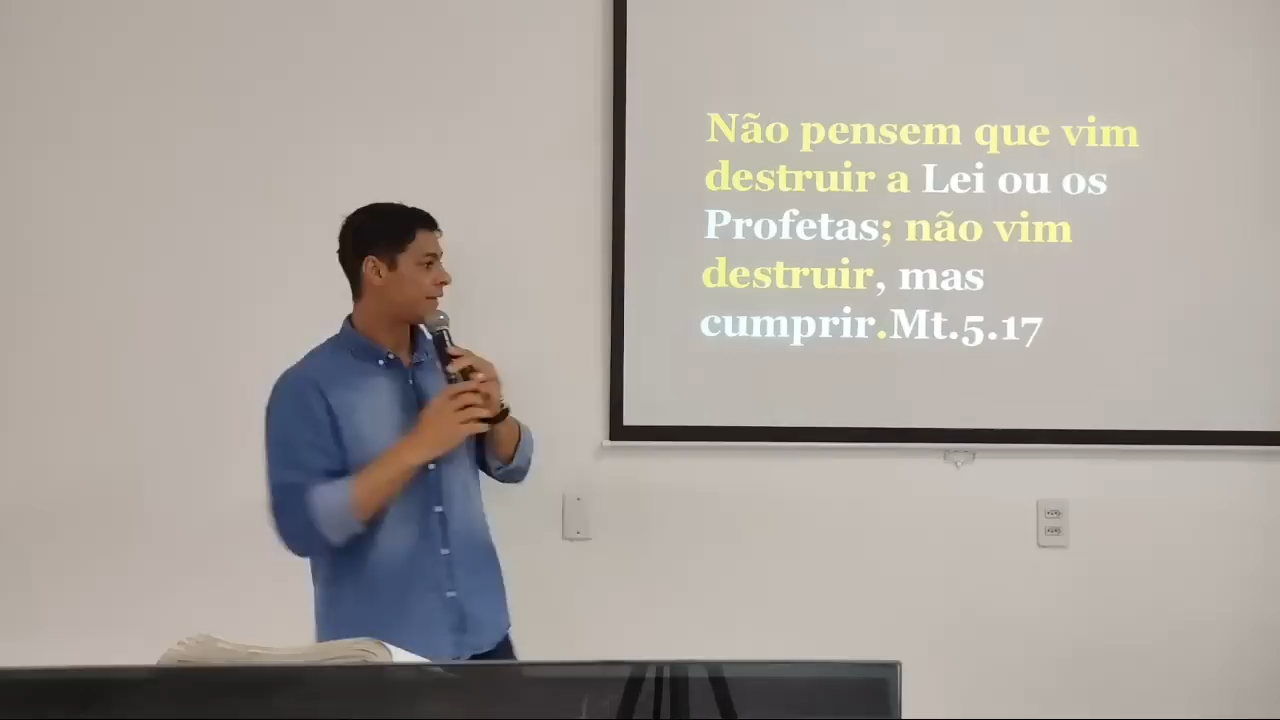 Não pensem que vim
destruir a Lei ou os
Profetas; não vim
destruir, mas
cumprir.Mt.5.17